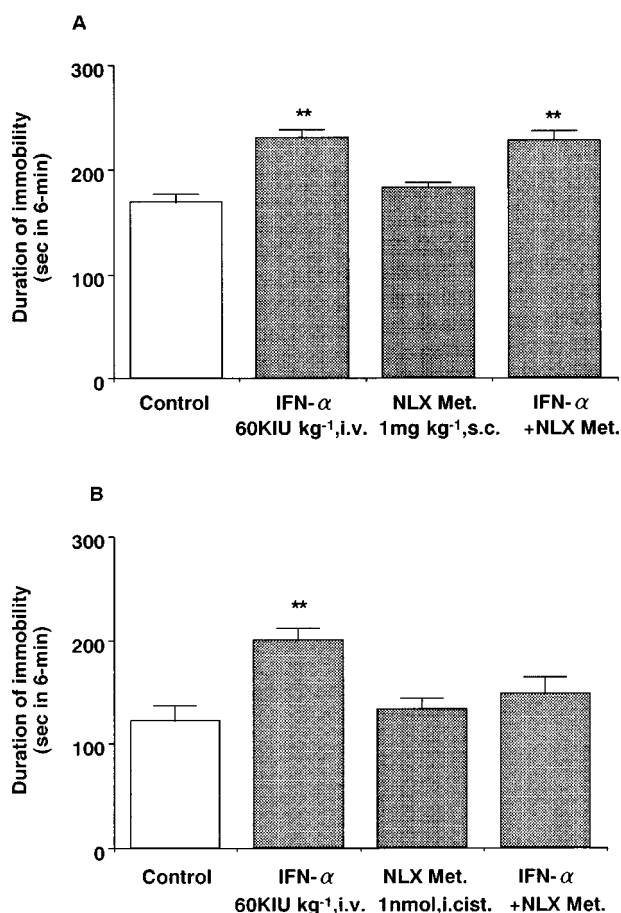 A
Duration of immobility
(sec in 6-min)
300
200
100
0
**
**
Control IFN-α NLX Met. IFN-α
60KIU kg⁻¹,i.v. 1mg kg⁻¹,s.c. +NLX Met.
B
Duration of immobility
(sec in 6-min)
300
200
100
0
**
Control IFN-α NLX Met. IFN-α
60KIU kg⁻¹,i.v. 1nmol,i.cist. +NLX Met.